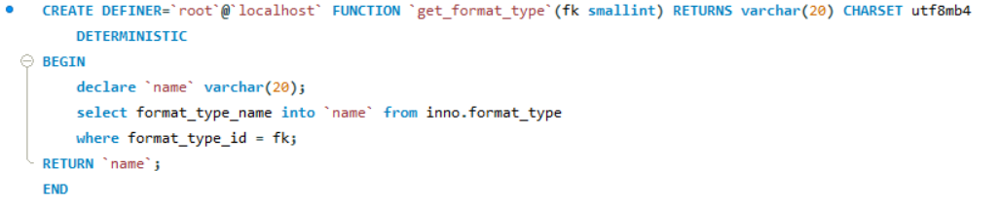 CREATE DEFINER=`root`@`localhost` FUNCTION `get_format_type`(fk smallint) RETURNS varchar(20) CHARSET utf8mb4
DETERMINISTIC
BEGIN
declare `name` varchar(20);
select format_type_name into `name` from inno.format_type
where format_type_id = fk;
RETURN `name`;
END